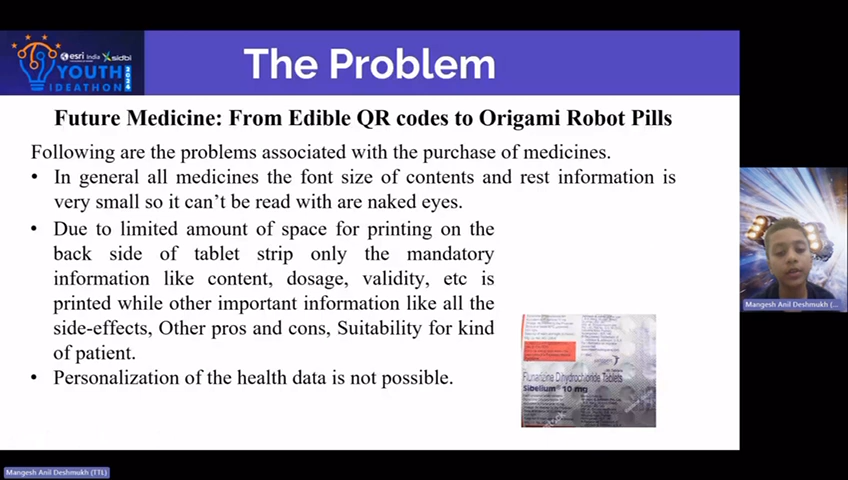 esri India sidbi
YOUTH 2024
IDEATHON
The Problem
Future Medicine: From Edible QR codes to Origami Robot Pills
Following are the problems associated with the purchase of medicines.
• In general all medicines the font size of contents and rest information is
very small so it can't be read with are naked eyes.
• Due to limited amount of space for printing on the
back side of tablet strip only the mandatory
information like content, dosage, validity, etc is
printed while other important information like all the
side-effects, Other pros and cons, Suitability for kind
of patient.
• Personalization of the health data is not possible.
Flunarizine Dihydrochloride Tablets
Sibelium 10 mg
Mangesh Anil Deshmukh (...
Mangesh Anil Deshmukh (TTL)